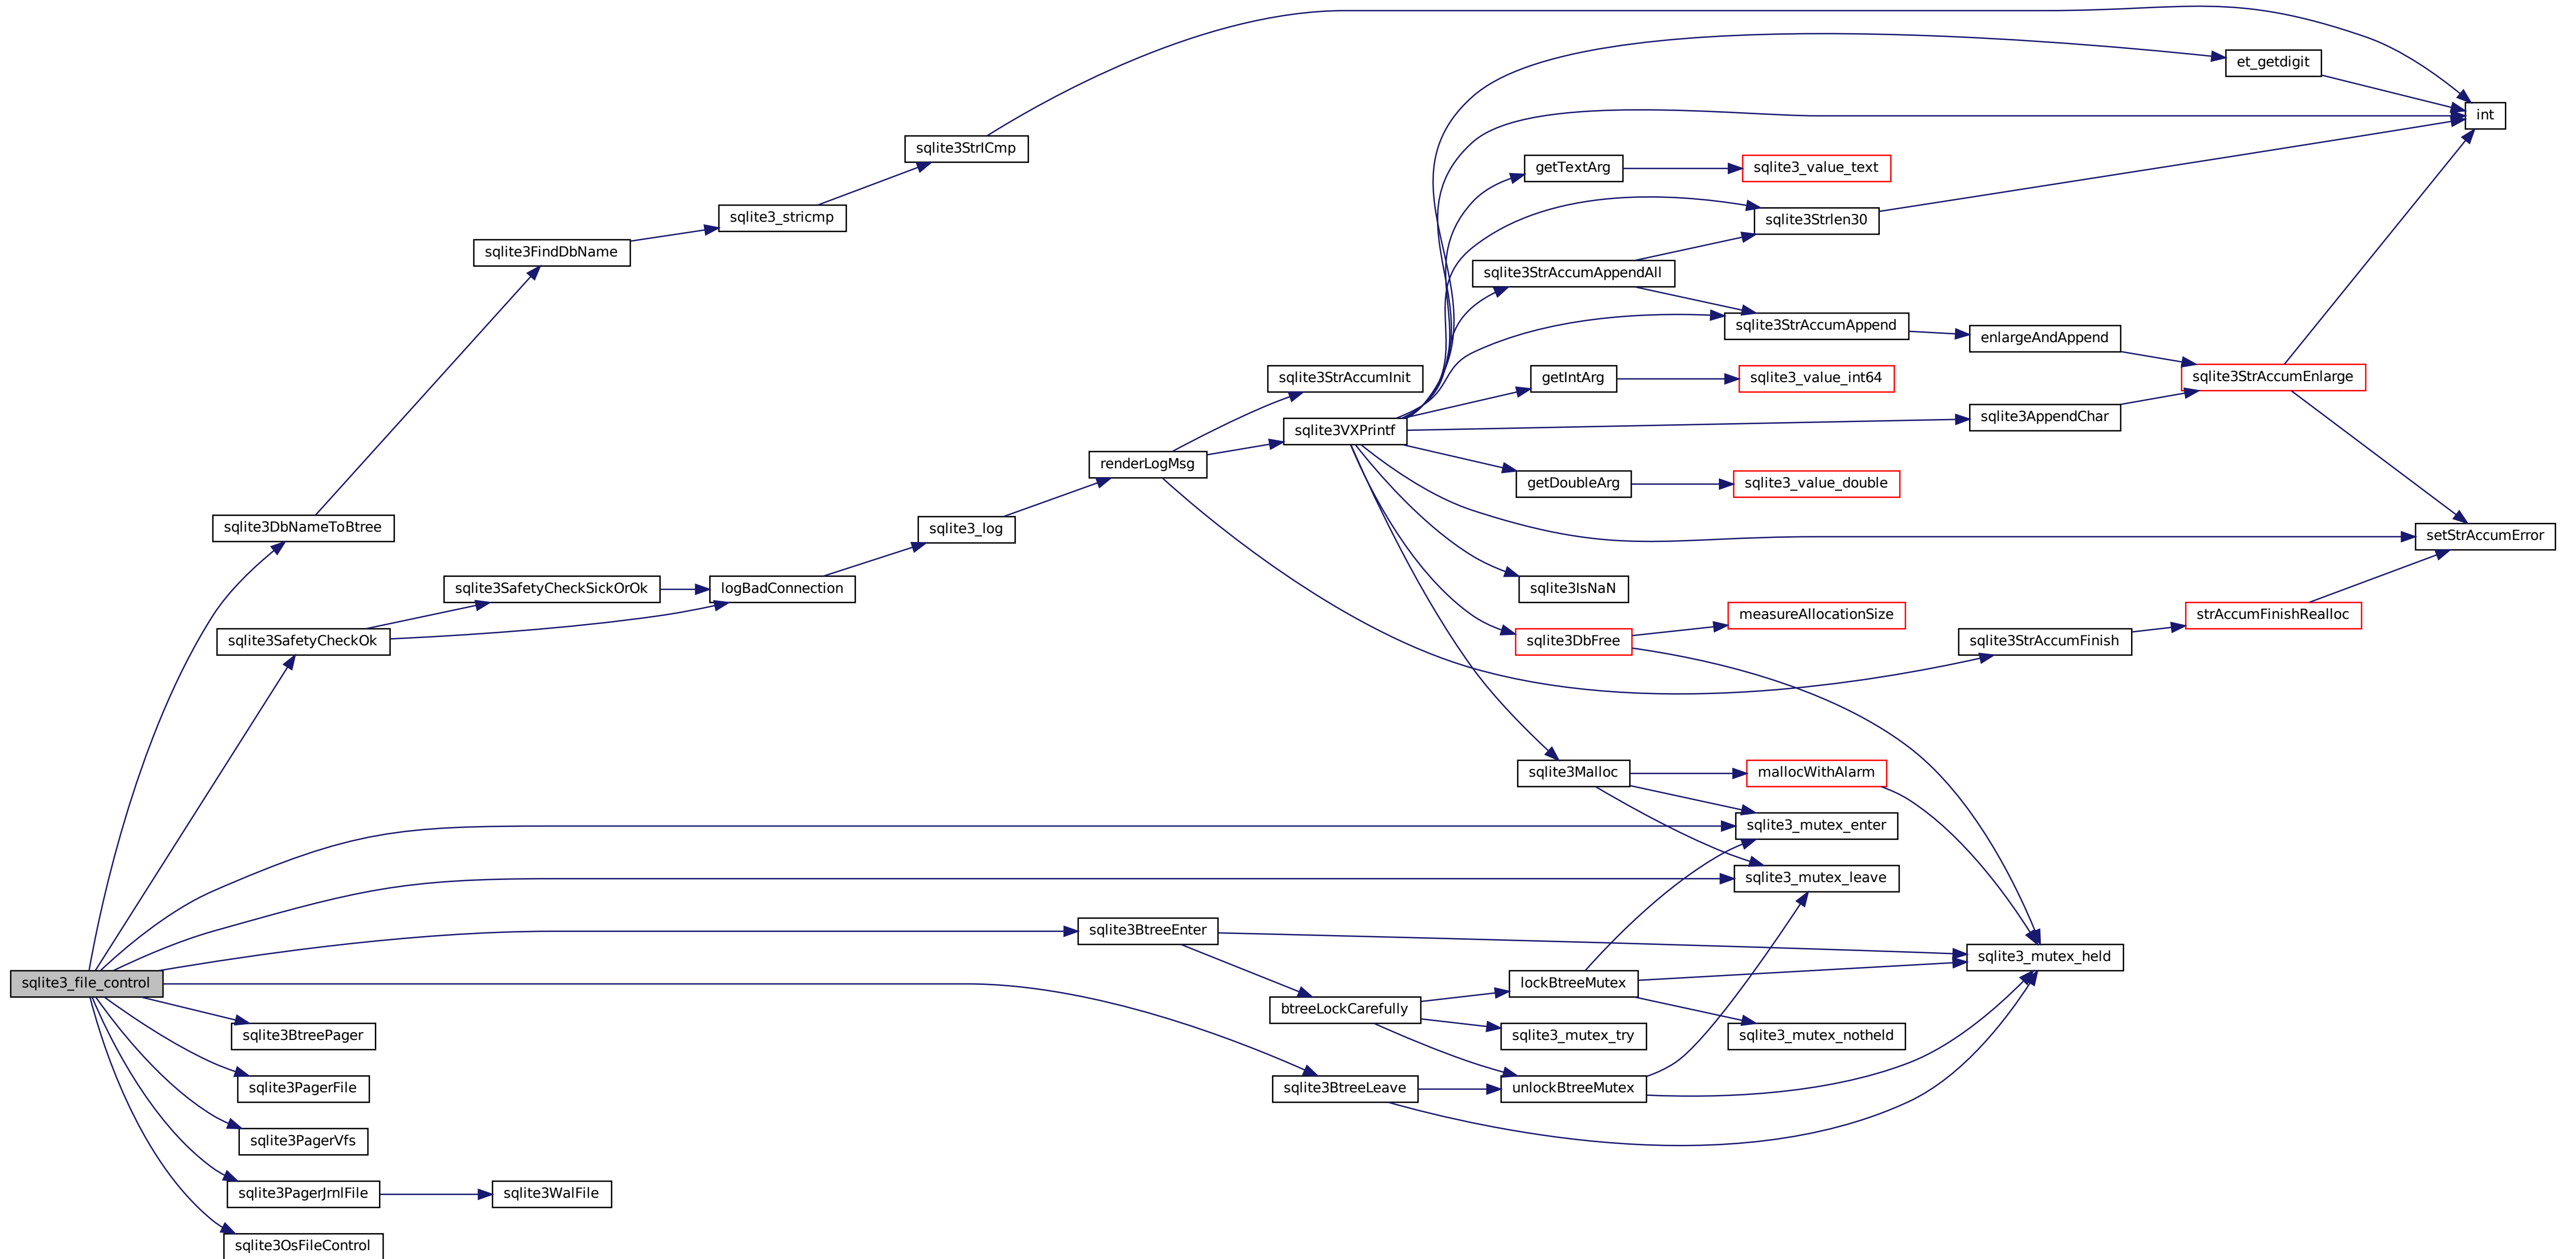 et_getdigit
int
sqlite3StrICmp
getTextArg
sqlite3_value_text
sqlite3_stricmp
sqlite3Strlen30
sqlite3FindDbName
sqlite3StrAccumAppendAll
sqlite3StrAccumAppend
enlargeAndAppend
sqlite3StrAccumInit
getIntArg
sqlite3_value_int64
sqlite3StrAccumEnlarge
sqlite3AppendChar
sqlite3VXPrintf
renderLogMsg
getDoubleArg
sqlite3_value_double
sqlite3DbNameToBtree
sqlite3_log
setStrAccumError
sqlite3SafetyCheckSickOrOk
logBadConnection
sqlite3IsNaN
measureAllocationSize
strAccumFinishRealloc
sqlite3SafetyCheckOk
sqlite3DbFree
sqlite3StrAccumFinish
sqlite3Malloc
mallocWithAlarm
sqlite3_mutex_enter
sqlite3_mutex_leave
sqlite3BtreeEnter
sqlite3_mutex_held
sqlite3_file_control
lockBtreeMutex
btreeLockCarefully
sqlite3BtreePager
sqlite3_mutex_try
sqlite3_mutex_notheld
sqlite3PagerFile
sqlite3BtreeLeave
unlockBtreeMutex
sqlite3PagerVfs
sqlite3PagerJrnlFile
sqlite3WalFile
sqlite3OsFileControl